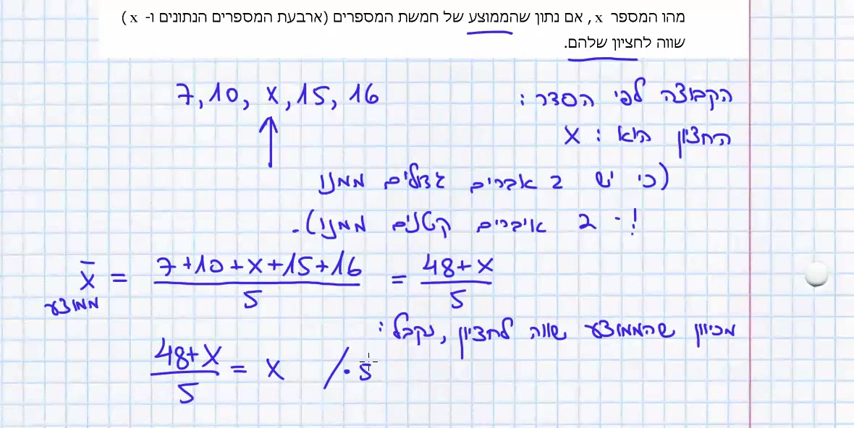 מהו המספר x, אם נתון שהממוצע של חמשת המספרים (ארבעת המספרים הנתונים ו- x)
שווה לחציון שלהם.
הקבוצה לפי הסדר:
7, 10, x, 15, 16
החציון הוא: x
(כי יש 2 אברים גדולים ממנו
ו- 2 איברים קטנים ממנו).
x̄ = (7+10+x+15+16)/5 = (48+x)/5
ממוצע
מכיוון שהממוצע שווה לחציון, נקבל:
(48+x)/5 = x /·5